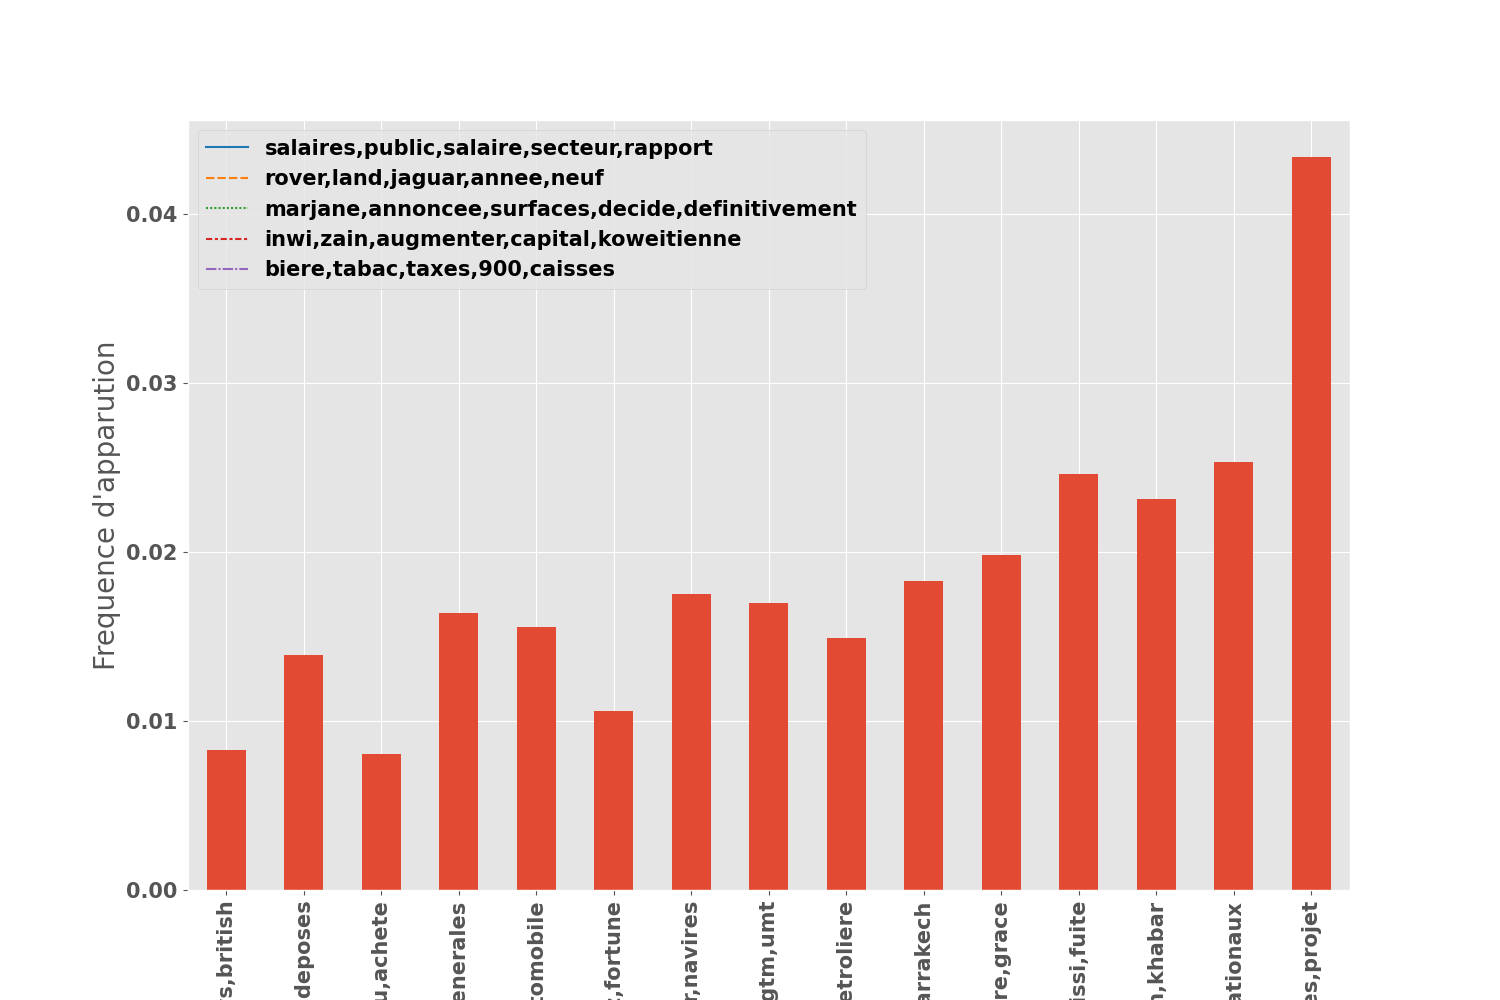 salaires,public,salaire,secteur,rapport
rover,land,jaguar,annee,neuf
marjane,annoncee,surfaces,decide,definitivement
inwi,zain,augmenter,capital,koweitienne
biere,tabac,taxes,900,caisses
Frequence d'apparution
0.04
0.03
0.02
0.01
0.00
,british
deposes
,achete
enerales
tomobile
,fortune
,navires
gtm,umt
etroliere
arrakech
re,grace
issi,fuite
,khabar
ationaux
es,projet